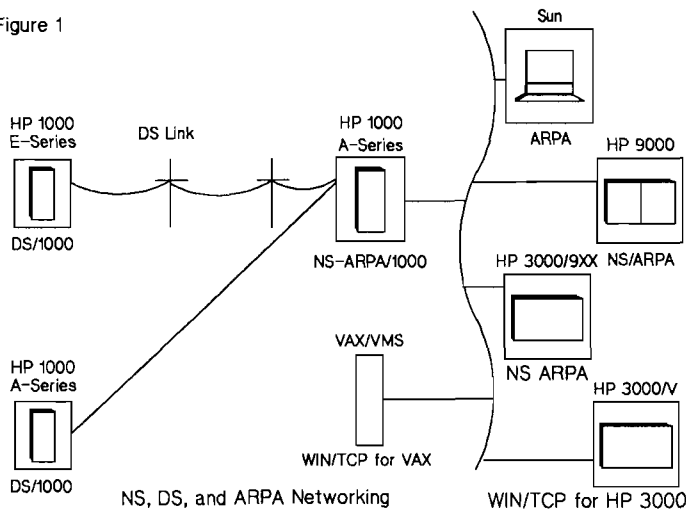 Figure 1
Sun
ARPA
HP 1000
E-Series
DS Link
HP 1000
A-Series
HP 9000
DS/1000
NS-ARPA/1000
HP 3000/9XX
NS/ARPA
VAX/VMS
NS ARPA
HP 1000
A-Series
HP 3000/V
WIN/TCP for VAX
DS/1000
NS, DS, and ARPA Networking
WIN/TCP for HP 3000